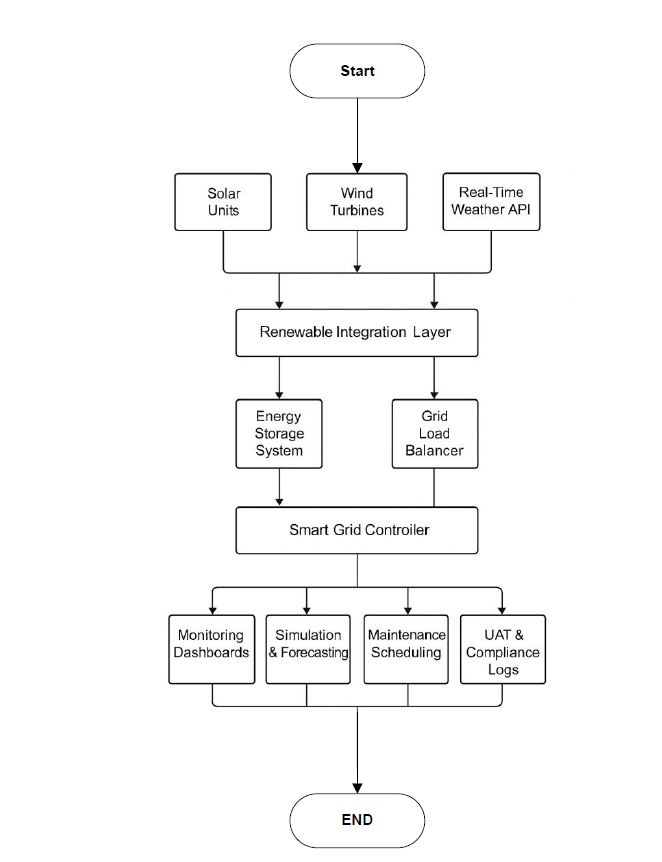 Start
Solar
Units
Wind
Turbines
Real-Time
Weather API
Renewable Integration Layer
Energy
Storage
System
Grid
Load
Balancer
Smart Grid Controiler
Monitoring
Dashboards
Simulation
& Forecasting
Maintenance
Scheduling
UAT &
Compliance
Logs
END